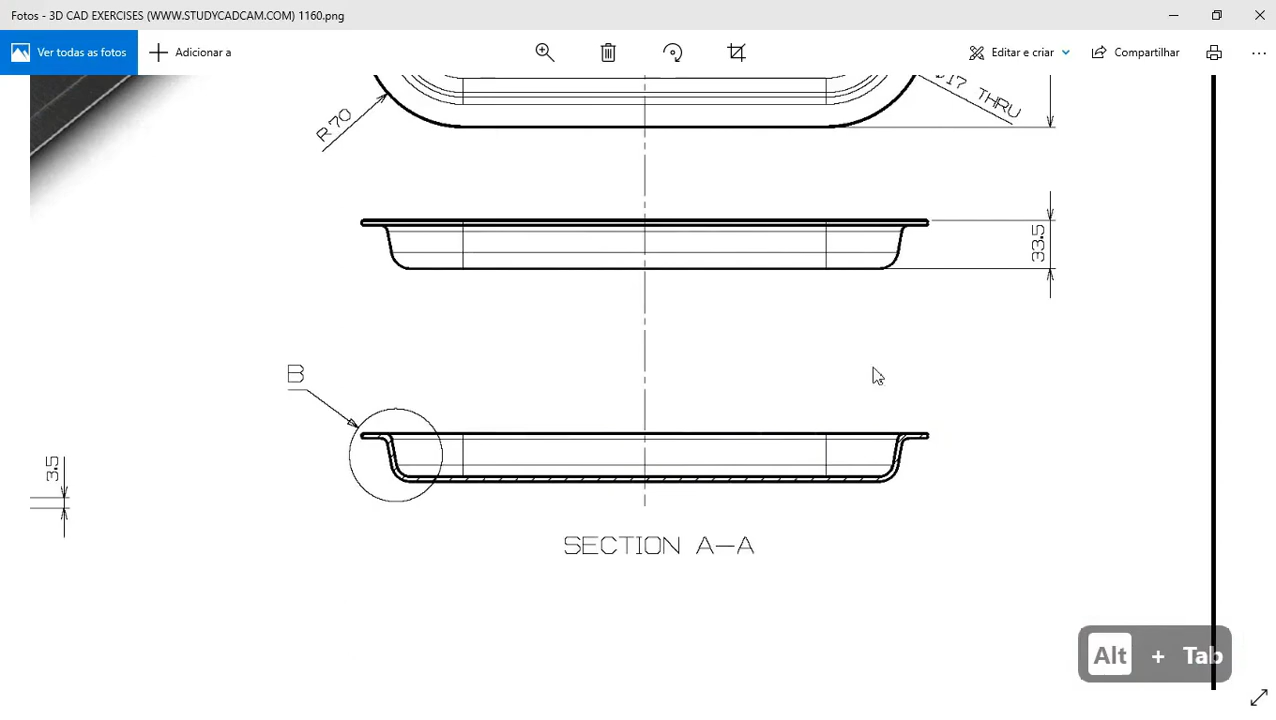 Fotos - 3D CAD EXERCISES (WWW.STUDYCADCAM.COM) 1160.png
Ver todas as fotos
Adicionar a
Editar e criar
Compartilhar
R 70
THRU
33.5
B
3.5
SECTION A-A
Alt + Tab